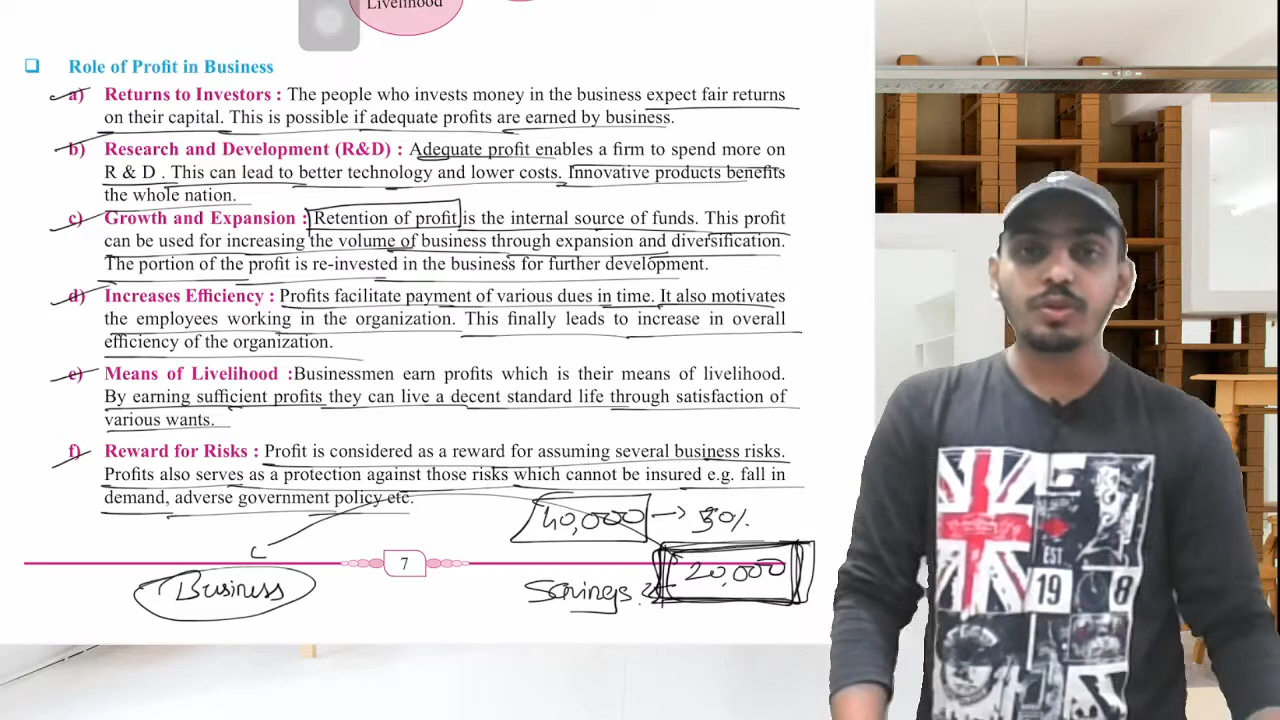 Livelihood
❑ Role of Profit in Business
a) Returns to Investors : The people who invests money in the business expect fair returns
on their capital. This is possible if adequate profits are earned by business.
b) Research and Development (R&D) : Adequate profit enables a firm to spend more on
R & D . This can lead to better technology and lower costs. Innovative products benefits
the whole nation.
c) Growth and Expansion : Retention of profit is the internal source of funds. This profit
can be used for increasing the volume of business through expansion and diversification.
The portion of the profit is re-invested in the business for further development.
d) Increases Efficiency : Profits facilitate payment of various dues in time. It also motivates
the employees working in the organization. This finally leads to increase in overall
efficiency of the organization.
e) Means of Livelihood :Businessmen earn profits which is their means of livelihood.
By earning sufficient profits they can live a decent standard life through satisfaction of
various wants.
f) Reward for Risks : Profit is considered as a reward for assuming several business risks.
Profits also serves as a protection against those risks which cannot be insured e.g. fall in
demand, adverse government policy etc.
40,000 → 50%
7
20,000
Business
Savings
EST
19 8